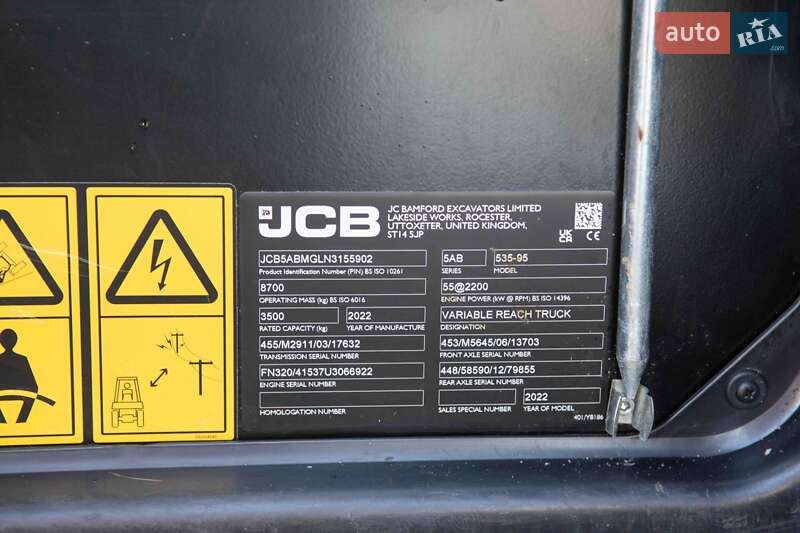 auto RIA .com
JCB
JC BAMFORD EXCAVATORS LIMITED
LAKESIDE WORKS, ROCESTER,
UTTOXETER, UNITED KINGDOM,
ST14 5JP
UK CA CE
JCB5ABMGLN3155902
Product Identification Number (PIN) BS ISO 10261
5AB
SERIES
535-95
MODEL
8700
OPERATING MASS (kg) BS ISO 6016
55@2200
ENGINE POWER (kW @ RPM) BS ISO 14396
3500
RATED CAPACITY (kg)
2022
YEAR OF MANUFACTURE
VARIABLE REACH TRUCK
DESIGNATION
455/M2911/03/17632
TRANSMISSION SERIAL NUMBER
453/M5645/06/13703
FRONT AXLE SERIAL NUMBER
FN320/41537U3066922
ENGINE SERIAL NUMBER
448/58590/12/79855
REAR AXLE SERIAL NUMBER
HOMOLOGATION NUMBER
SALES SPECIAL NUMBER
2022
YEAR OF MODEL
401/Y8186